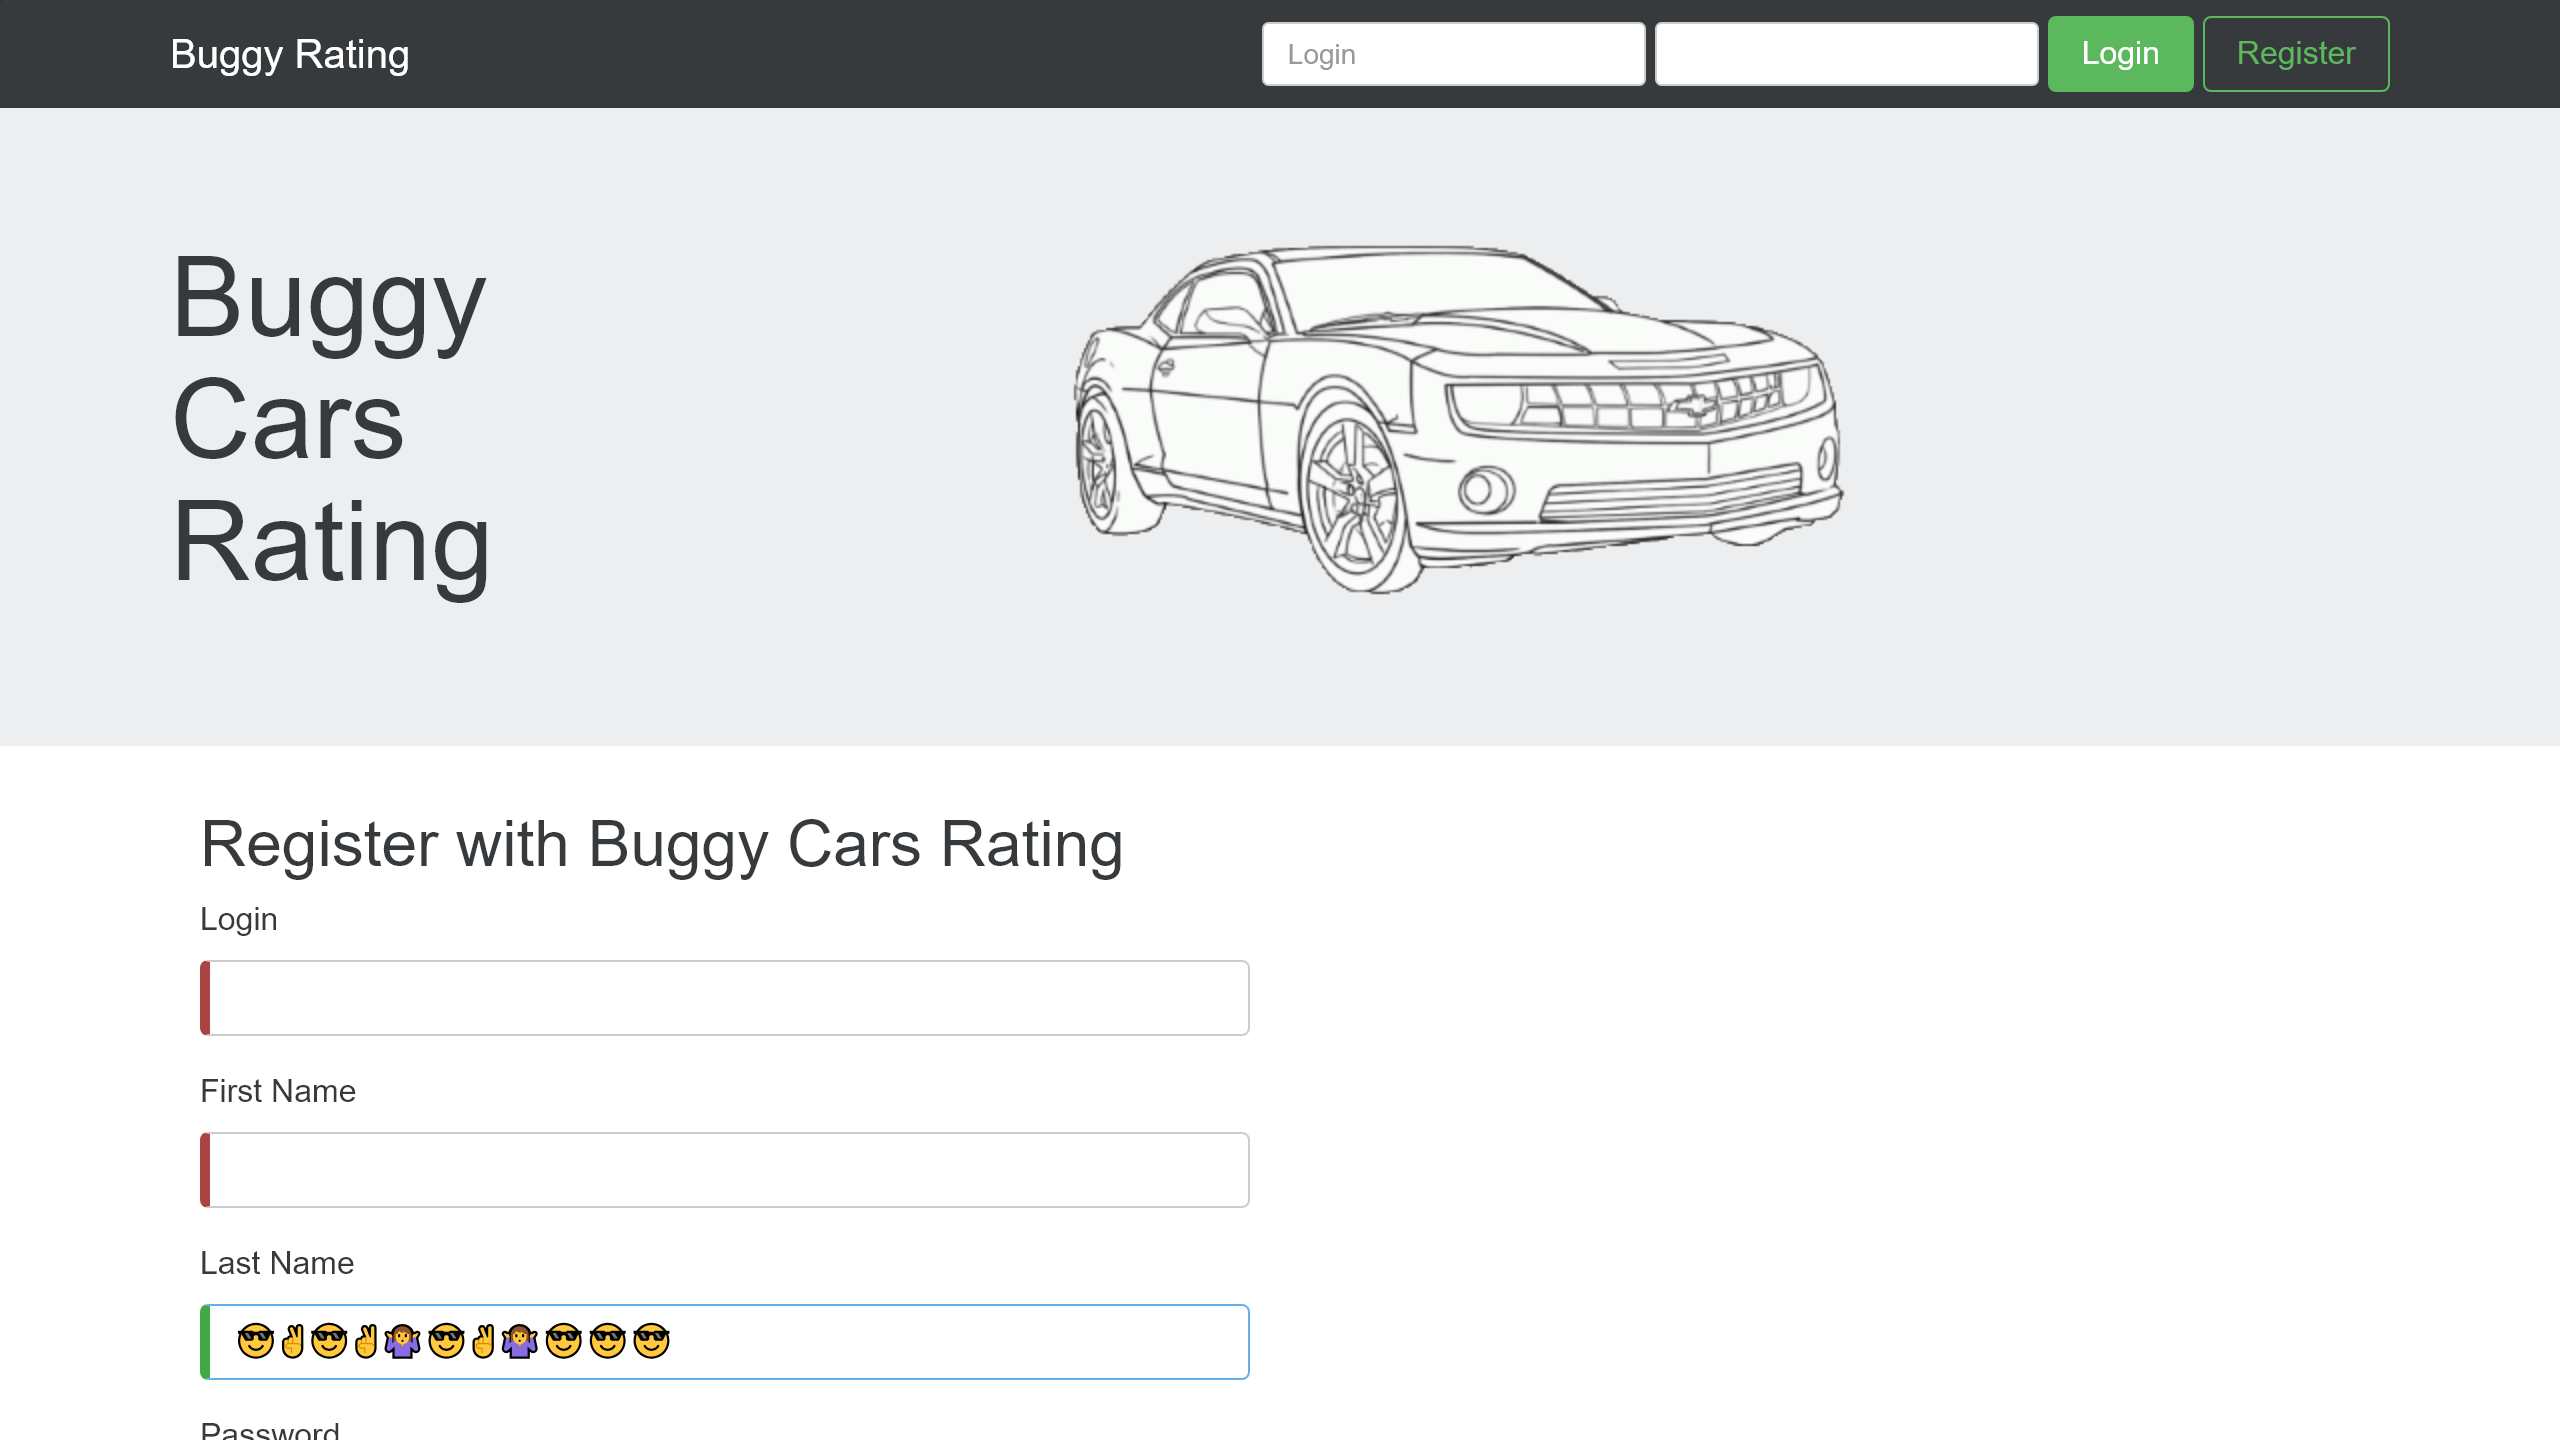 Buggy Rating
Login
Login
Register
Buggy
Cars
Rating
Register with Buggy Cars Rating
Login
First Name
Last Name
😎✌😎✌🤷‍♀️😎✌🤷‍♀️😎😎😎
Password